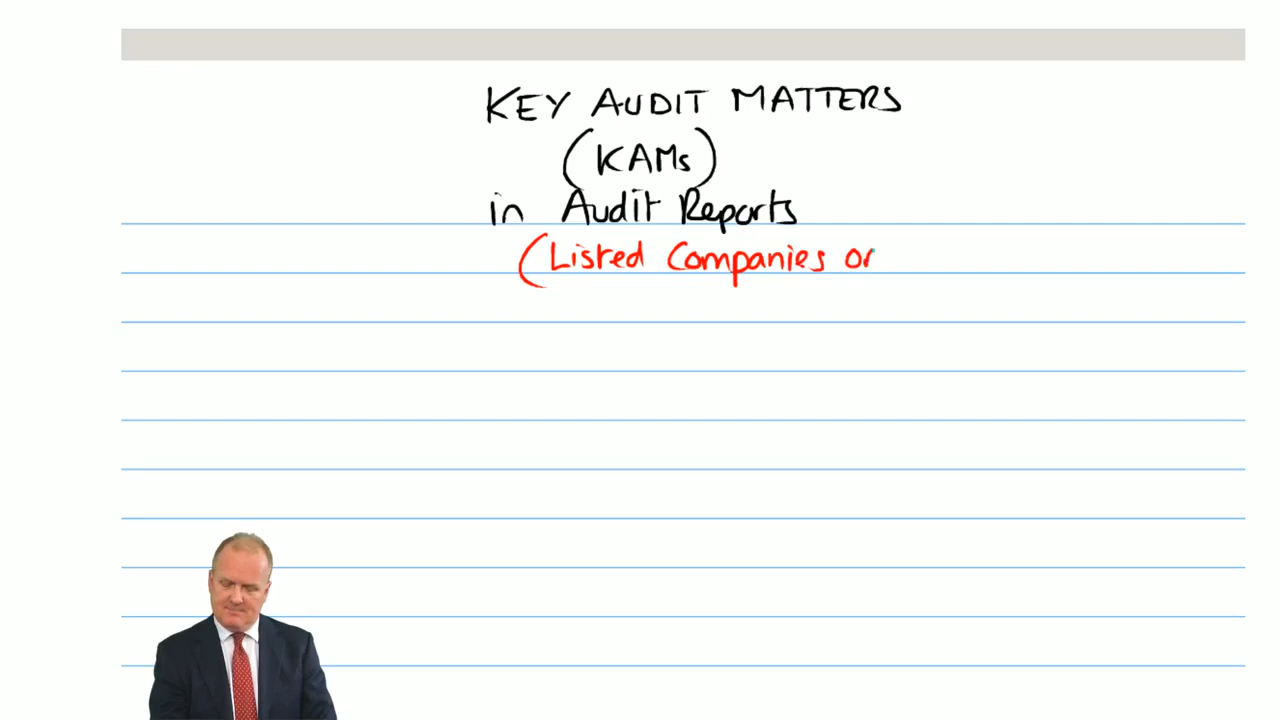 KEY AUDIT MATTERS
(KAMs)
in Audit Reports
(Listed Companies or